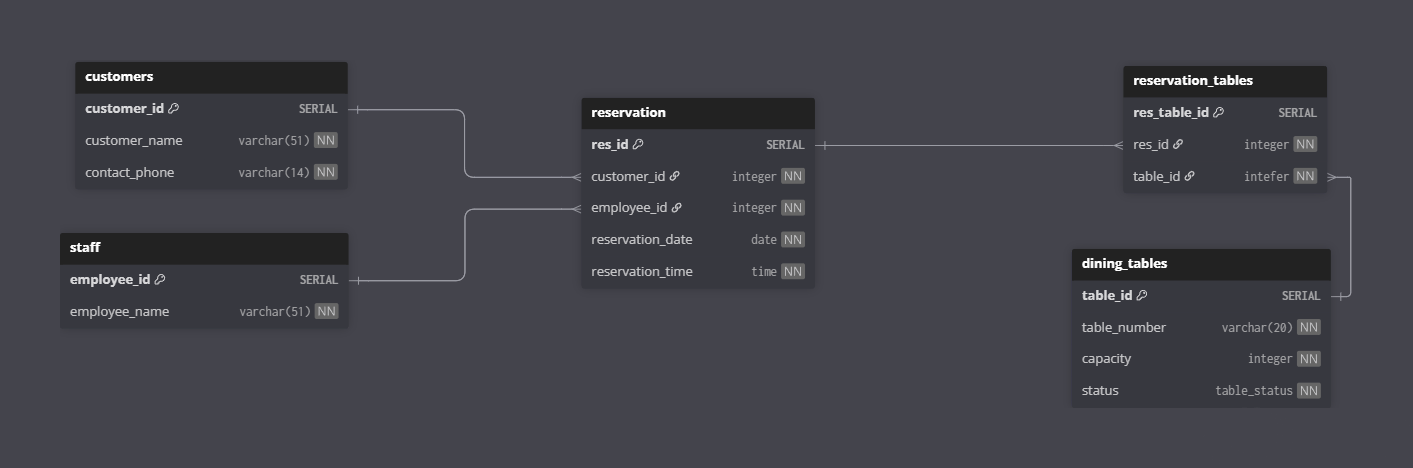 customers
customer_id SERIAL
customer_name varchar(51) NN
contact_phone varchar(14) NN
staff
employee_id SERIAL
employee_name varchar(51) NN
reservation
res_id SERIAL
customer_id integer NN
employee_id integer NN
reservation_date date NN
reservation_time time NN
reservation_tables
res_table_id SERIAL
res_id integer NN
table_id intefer NN
dining_tables
table_id SERIAL
table_number varchar(20) NN
capacity integer NN
status table_status NN